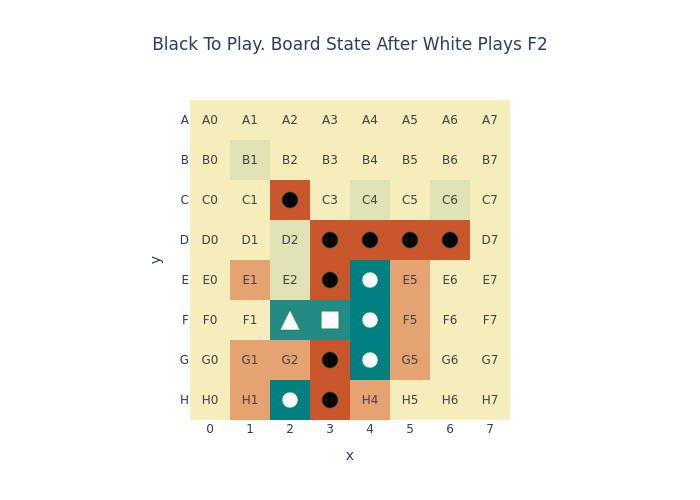 Black To Play. Board State After White Plays F2
A A0 A1 A2 A3 A4 A5 A6 A7
B B0 B1 B2 B3 B4 B5 B6 B7
C C0 C1 C3 C4 C5 C6 C7
D D0 D1 D2 D7
E E0 E1 E2 E5 E6 E7
F F0 F1 F5 F6 F7
G G0 G1 G2 G5 G6 G7
H H0 H1 H4 H5 H6 H7
0 1 2 3 4 5 6 7
x
y